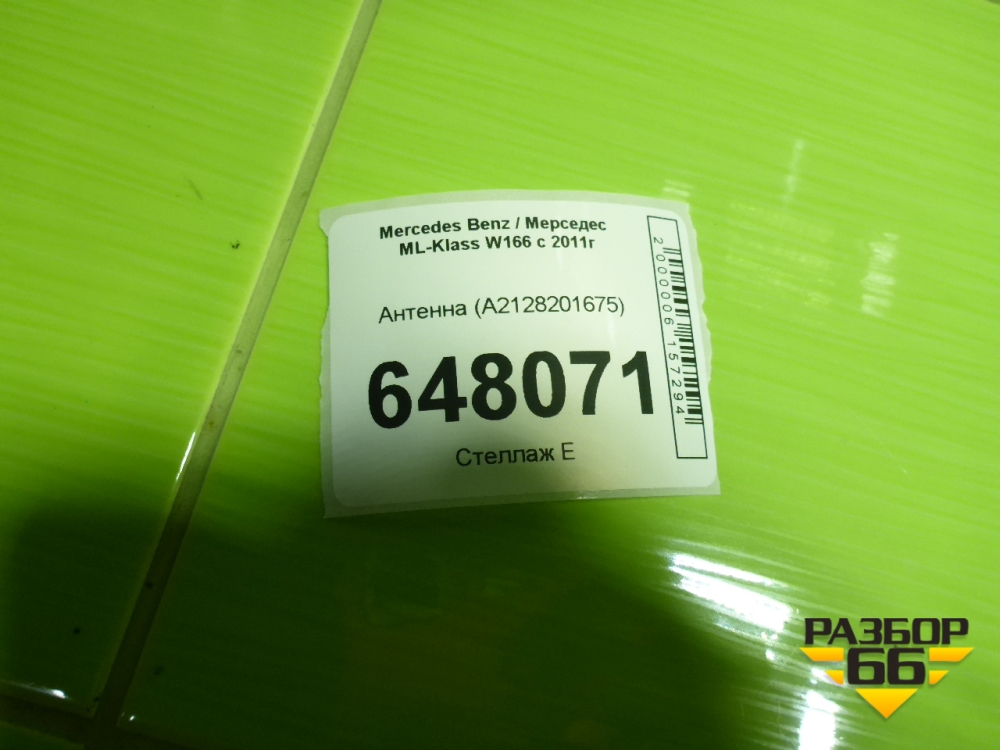 Mercedes Benz / Мерседес
ML-Klass W166 с 2011г
Антенна (A2128201675)
648071
Стеллаж Е
2000006157294
РАЗБОР
66